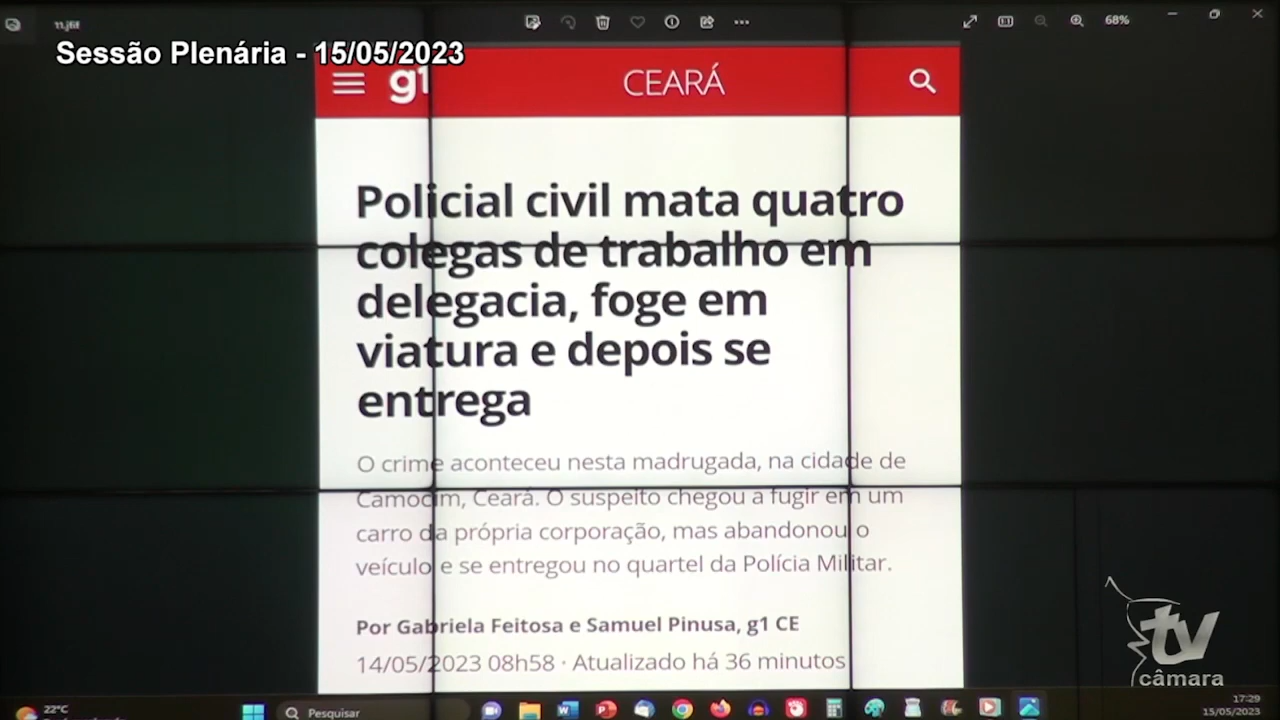 11.jfif
68%
Sessão Plenária - 15/05/2023
g1
CEARÁ
Policial civil mata quatro
colegas de trabalho em
delegacia, foge em
viatura e depois se
entrega
O crime aconteceu nesta madrugada, na cidade de
Camocim, Ceará. O suspeito chegou a fugir em um
carro da própria corporação, mas abandonou o
veículo e se entregou no quartel da Polícia Militar.
Por Gabriela Feitosa e Samuel Pinusa, g1 CE
14/05/2023 08h58 · Atualizado há 36 minutos
tv
câmara
22°C
Pesquisar
17:29
15/05/2023